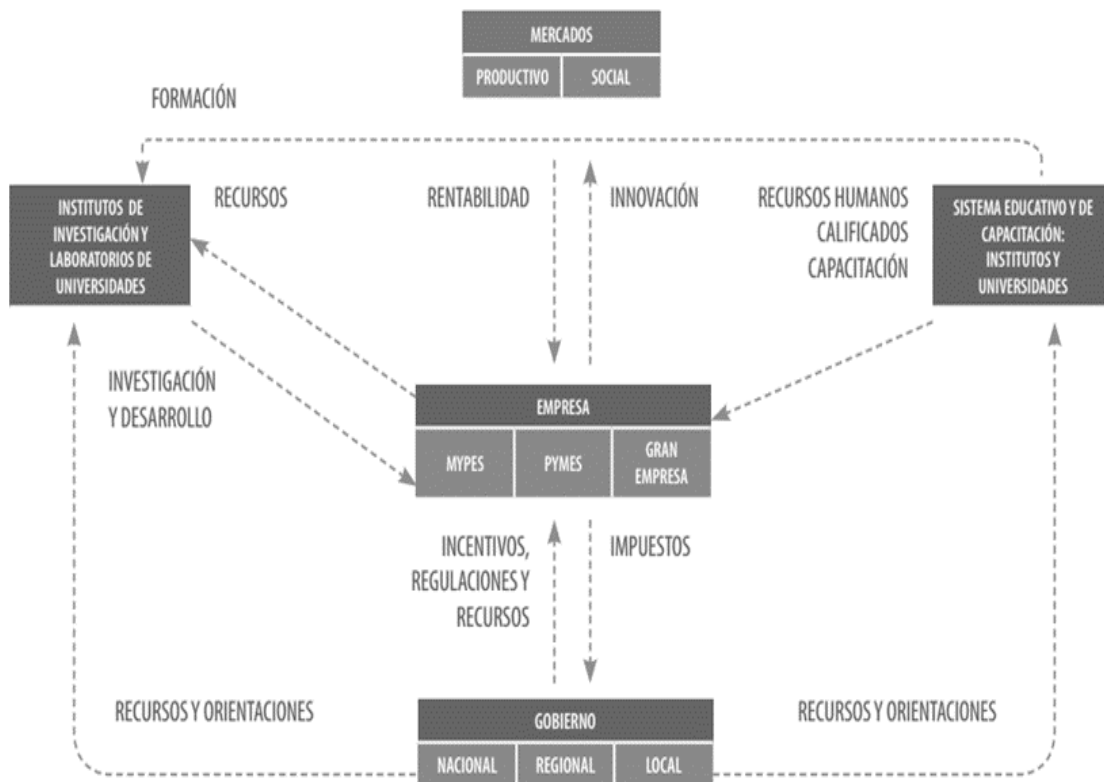 MERCADOS
PRODUCTIVO
SOCIAL
FORMACIÓN
INSTITUTOS DE
INVESTIGACIÓN Y
LABORATORIOS DE
UNIVERSIDADES
RECURSOS
RENTABILIDAD
INNOVACIÓN
RECURSOS HUMANOS
CALIFICADOS
CAPACITACIÓN
SISTEMA EDUCATIVO Y DE
CAPACITACIÓN:
INSTITUTOS Y
UNIVERSIDADES
INVESTIGACIÓN
Y DESARROLLO
EMPRESA
MYPES
PYMES
GRAN
EMPRESA
INCENTIVOS,
REGULACIONES Y
RECURSOS
IMPUESTOS
RECURSOS Y ORIENTACIONES
RECURSOS Y ORIENTACIONES
GOBIERNO
NACIONAL
REGIONAL
LOCAL